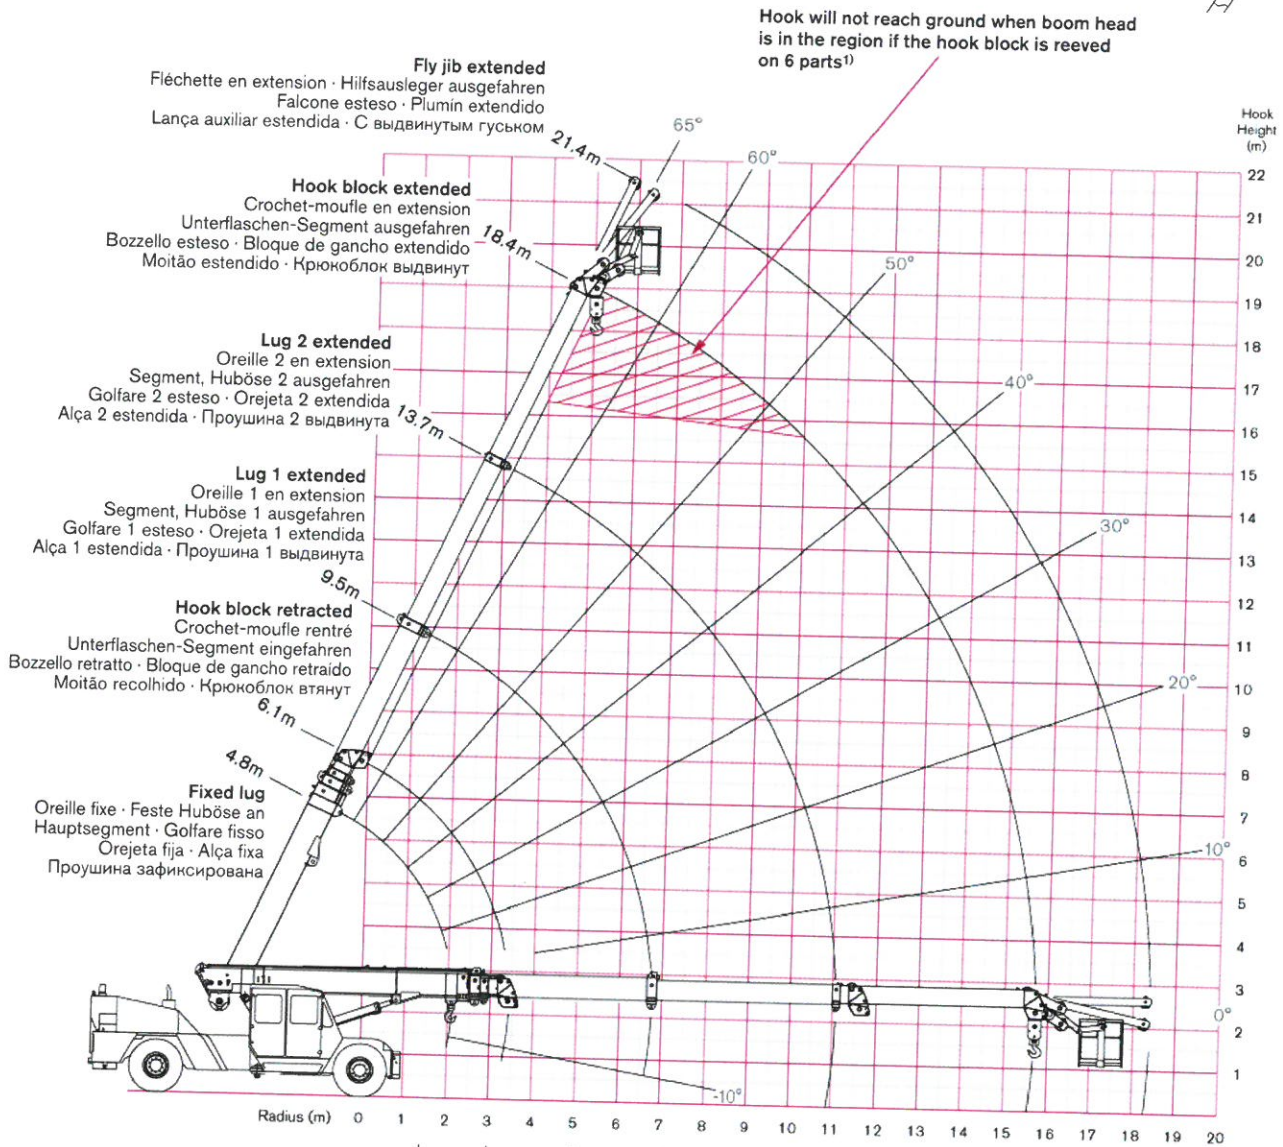 Hook will not reach ground when boom head
is in the region if the hook block is reeved
on 6 parts¹⁾
Fly jib extended
Fléchette en extension · Hilfsausleger ausgefahren
Falcone esteso · Plumín extendido
Lança auxiliar estendida · С выдвинутым гуськом
21.4m
65°
60°
Hook
Height
(m)
Hook block extended
Crochet-moufle en extension
Unterflaschen-Segment ausgefahren
Bozzello esteso · Bloque de gancho extendido
Moitão estendido · Крюкоблок выдвинут
18.4m
50°
Lug 2 extended
Oreille 2 en extension
Segment, Huböse 2 ausgefahren
Golfare 2 esteso · Orejeta 2 extendida
Alça 2 estendida · Проушина 2 выдвинута
13.7m
40°
Lug 1 extended
Oreille 1 en extension
Segment, Huböse 1 ausgefahren
Golfare 1 esteso · Orejeta 1 extendida
Alça 1 estendida · Проушина 1 выдвинута
9.5m
30°
Hook block retracted
Crochet-moufle rentré
Unterflaschen-Segment eingefahren
Bozzello retratto · Bloque de gancho retraido
Moitão recolhido · Крюкоблок втянут
6.1m
20°
4.8m
Fixed lug
Oreille fixe · Feste Huböse an
Hauptsegment · Golfare fisso
Orejeta fija · Alça fixa
Проушина зафиксирована
10°
0°
-10°
22
21
20
19
18
17
16
15
14
13
12
11
10
9
8
7
6
5
4
3
2
1
Radius (m) 0 1 2 3 4 5 6 7 8 9 10 11 12 13 14 15 16 17 18 19 20